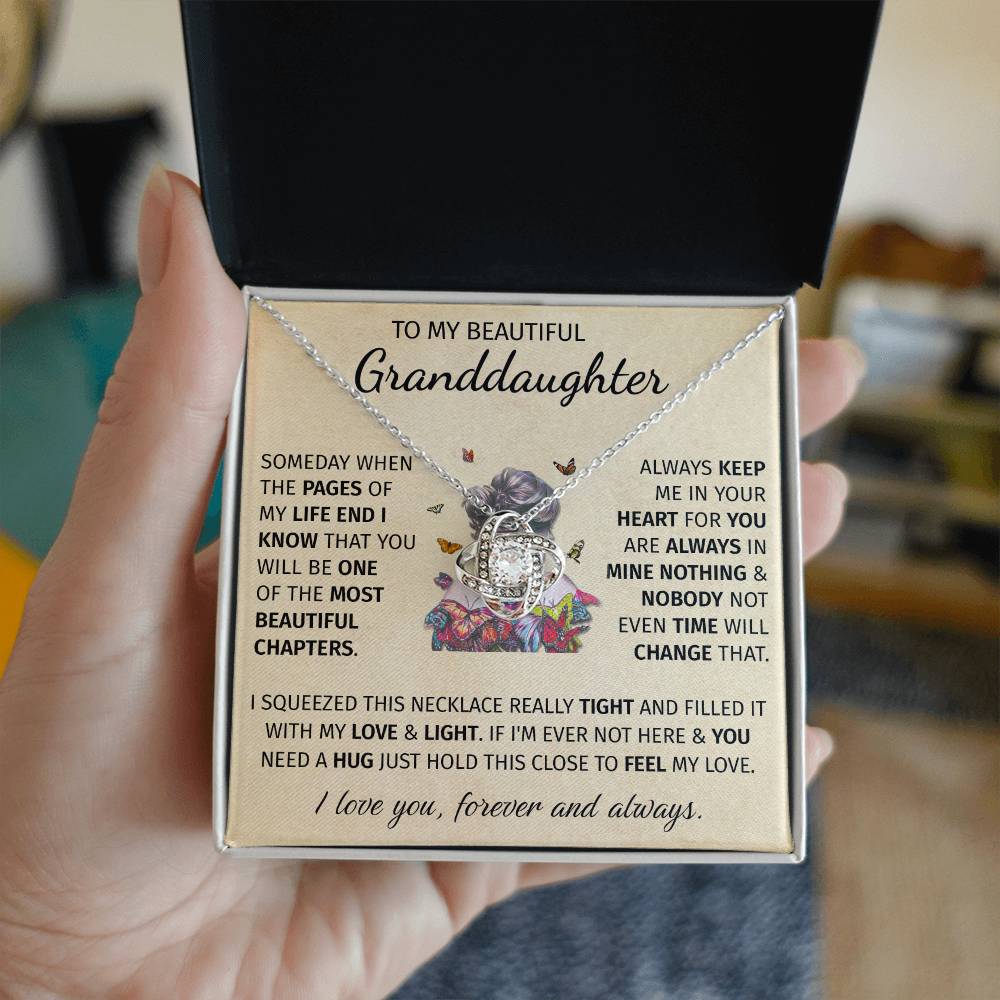 TO MY BEAUTIFUL
Granddaughter
SOMEDAY WHEN
THE PAGES OF
MY LIFE END I
KNOW THAT YOU
WILL BE ONE
OF THE MOST
BEAUTIFUL
CHAPTERS.
ALWAYS KEEP
ME IN YOUR
HEART FOR YOU
ARE ALWAYS IN
MINE NOTHING &
NOBODY NOT
EVEN TIME WILL
CHANGE THAT.
I SQUEEZED THIS NECKLACE REALLY TIGHT AND FILLED IT
WITH MY LOVE & LIGHT. IF I'M EVER NOT HERE & YOU
NEED A HUG JUST HOLD THIS CLOSE TO FEEL MY LOVE.
I love you, forever and always.